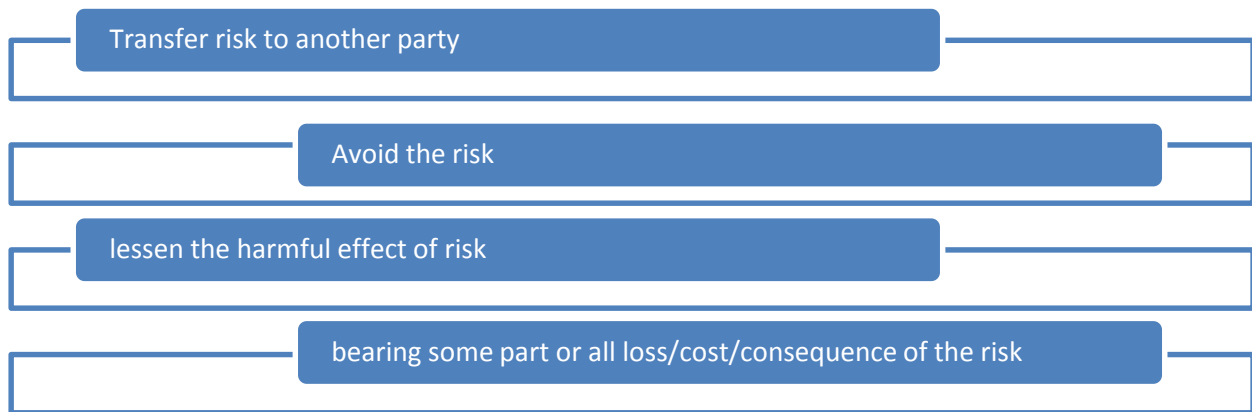 Transfer risk to another party
Avoid the risk
lessen the harmful effect of risk
bearing some part or all loss/cost/consequence of the risk